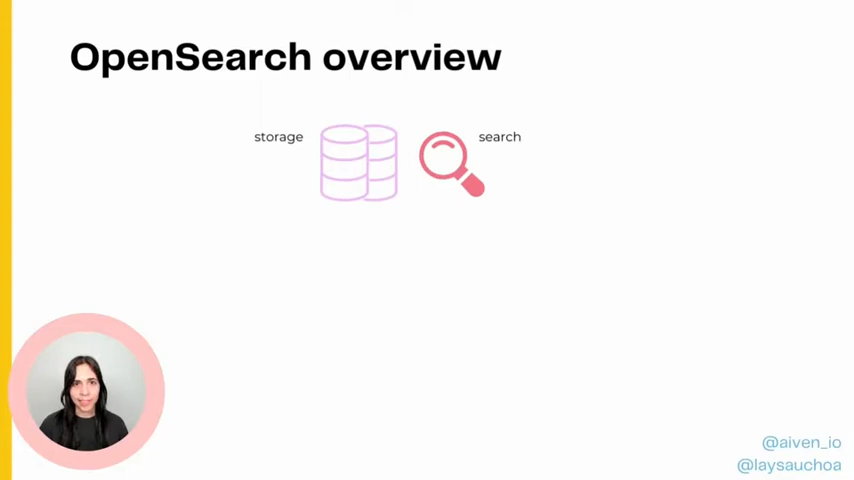 OpenSearch overview
storage
search
@aiven_io
@laysauchoa